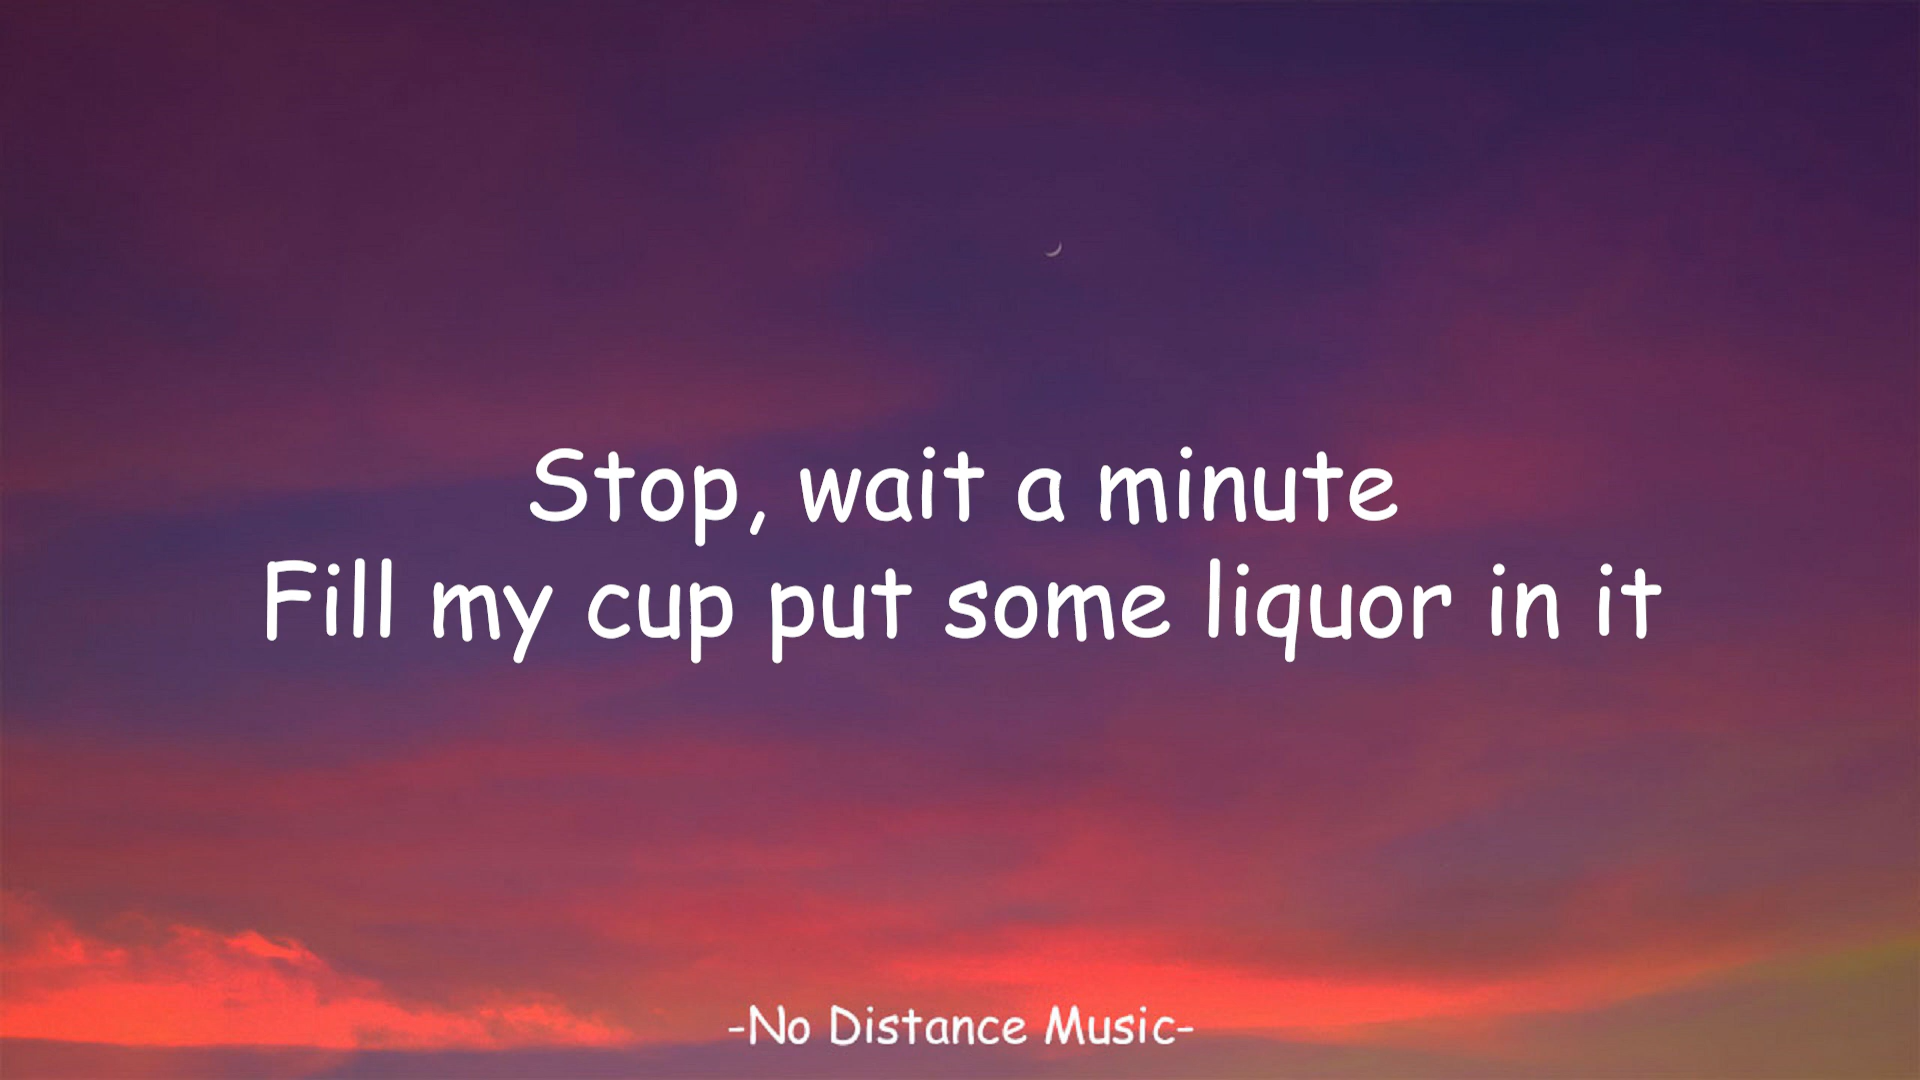 Stop, wait a minute
Fill my cup put some liquor in it
-No Distance Music-